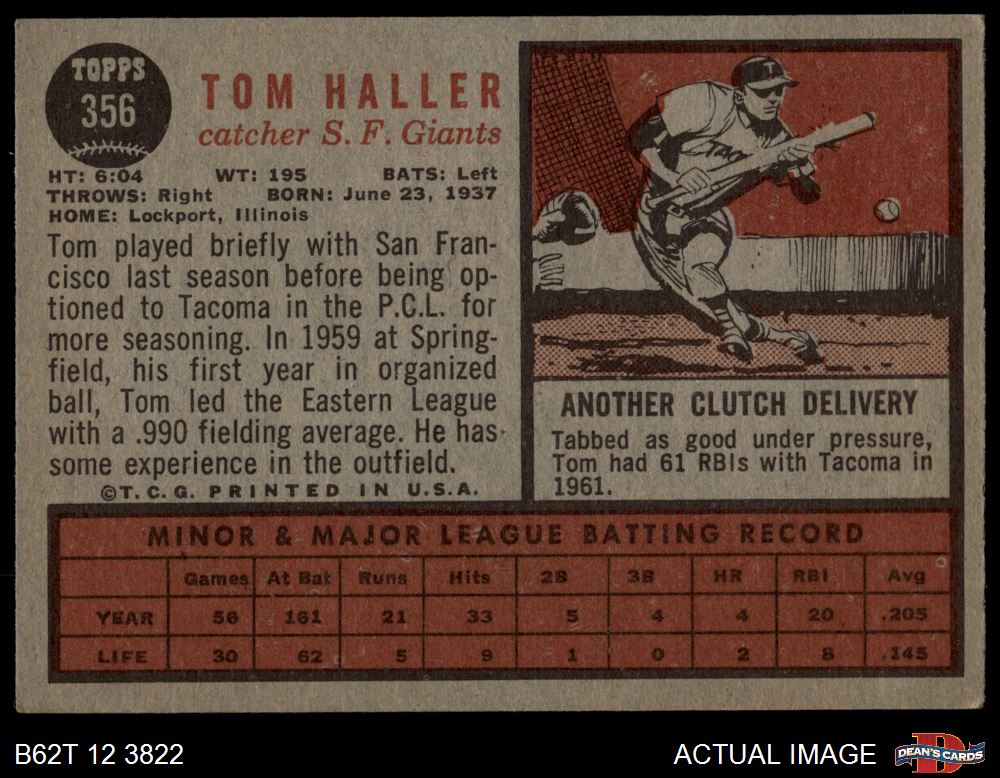 TOPPS
356
TOM HALLER
catcher S. F. Giants
HT: 6:04 WT: 195 BATS: Left
THROWS: Right BORN: June 23, 1937
HOME: Lockport, Illinois
Tom played briefly with San Fran-
cisco last season before being op-
tioned to Tacoma in the P.C.L. for
more seasoning. In 1959 at Spring-
field, his first year in organized
ball, Tom led the Eastern League
with a .990 fielding average. He has
some experience in the outfield.
©T.C.G. PRINTED IN U.S.A.
T
TAC
ANOTHER CLUTCH DELIVERY
Tabbed as good under pressure,
Tom had 61 RBIs with Tacoma in
1961.
MINOR & MAJOR LEAGUE BATTING RECORD
Games At Bat Runs Hits 2B 3B HR RBI Avg
YEAR 56 161 21 33 5 4 4 20 .205
LIFE 30 62 5 9 1 0 2 8 .145
B62T 12 3822 ACTUAL IMAGE DEAN'S CARDS